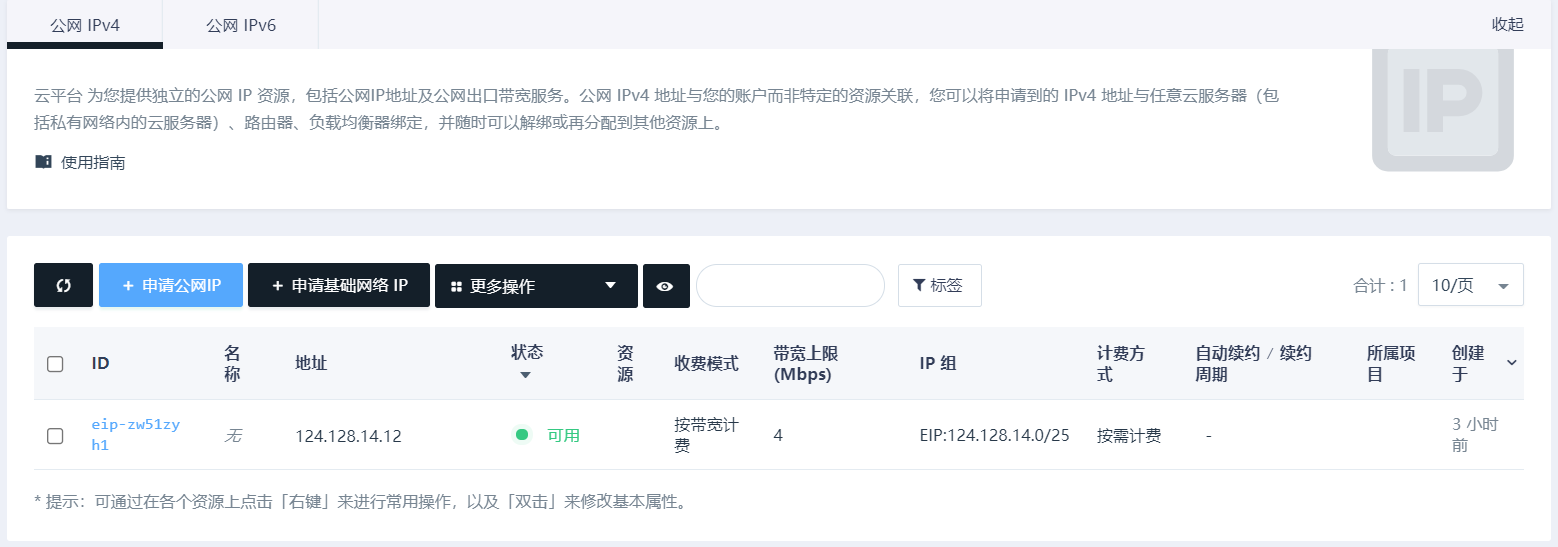 公网 IPv4
公网 IPv6
收起
IP
云平台 为您提供独立的公网 IP 资源，包括公网IP地址及公网出口带宽服务。公网 IPv4 地址与您的账户而非特定的资源关联，您可以将申请到的 IPv4 地址与任意云服务器（包
括私有网络内的云服务器）、路由器、负载均衡器绑定，并随时可以解绑或再分配到其他资源上。
使用指南
+ 申请公网IP
+ 申请基础网络 IP
更多操作
标签
合计 : 1
10/页
ID
名
称
地址
状态
资
源
收费模式
带宽上限
(Mbps)
IP 组
计费方
式
自动续约 / 续约
周期
所属项
目
创建
于
eip-zw51zy
h1
无
124.128.14.12
可用
按带宽计
费
4
EIP:124.128.14.0/25
按需计费
-
3 小时
前
* 提示：可通过在各个资源上点击「右键」来进行常用操作，以及「双击」来修改基本属性。